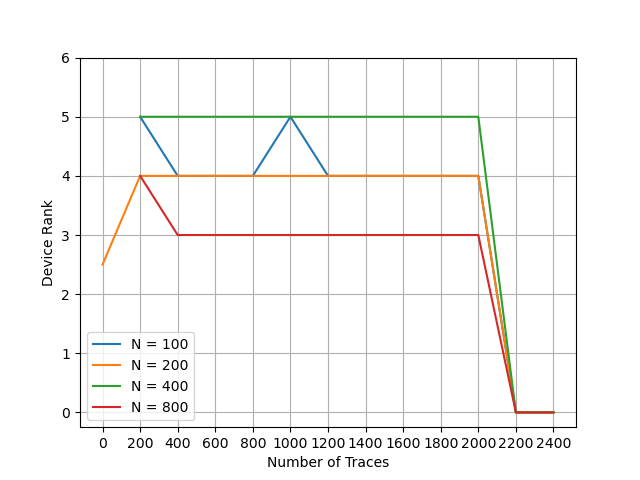 6
5
4
3
2
1
0
Device Rank
N = 100
N = 200
N = 400
N = 800
0 200 400 600 800 1000 1200 1400 1600 1800 2000 2200 2400
Number of Traces